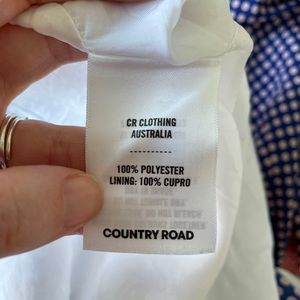 CR CLOTHING
AUSTRALIA
----------
100% POLYESTER
LINING: 100% CUPRO
COUNTRY ROAD